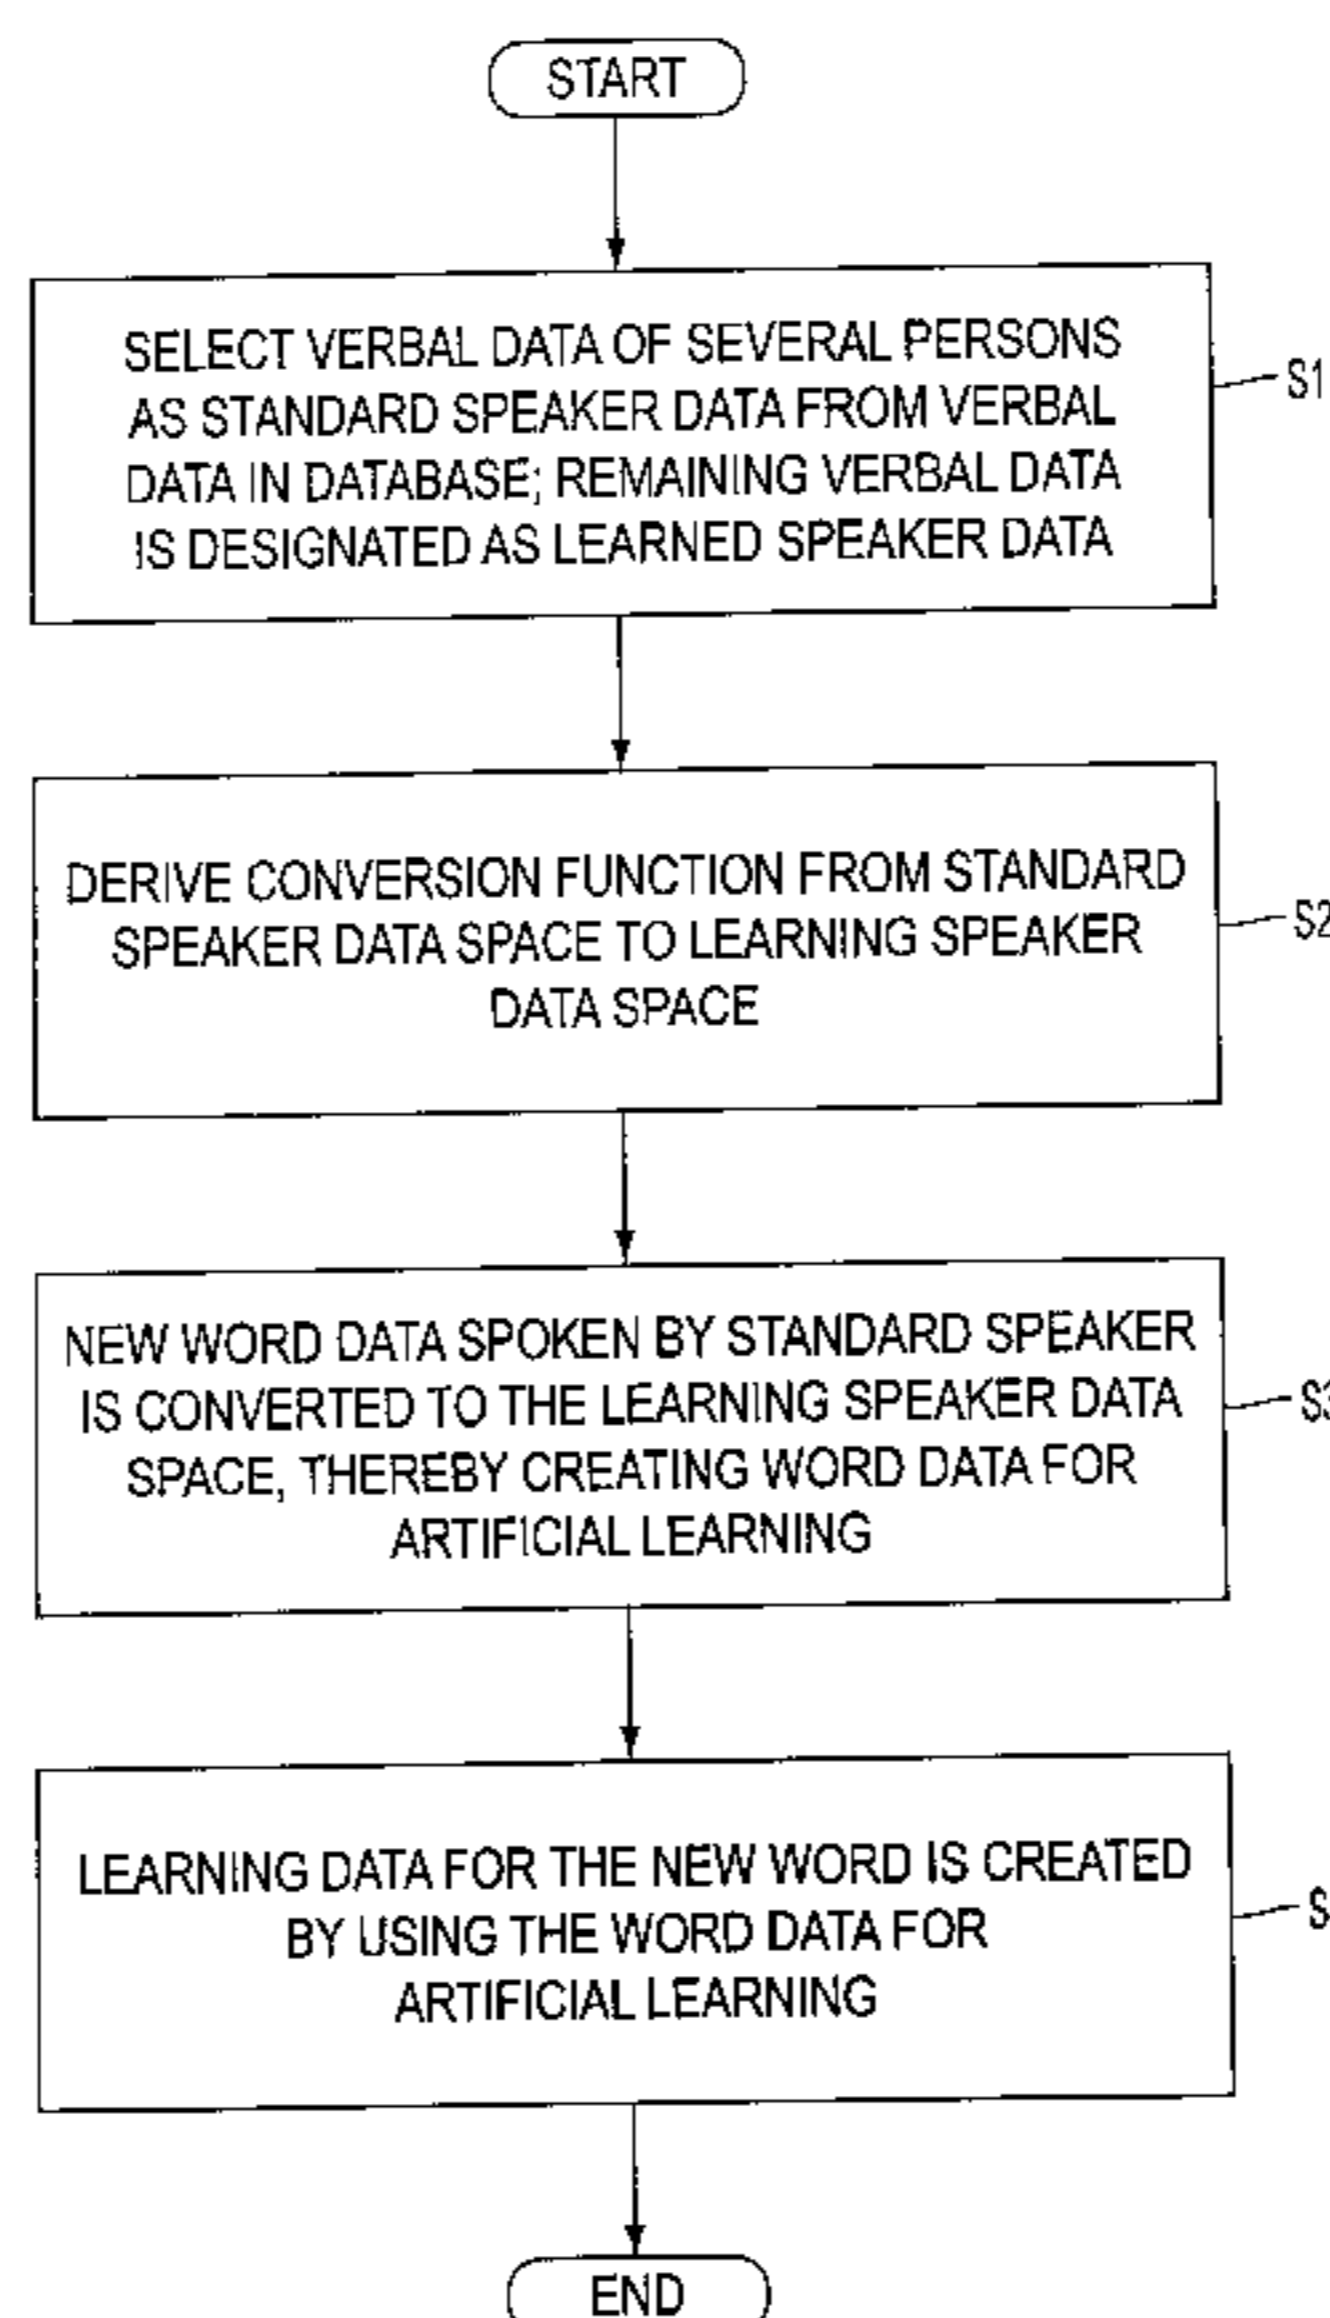 START
SELECT VERBAL DATA OF SEVERAL PERSONS
AS STANDARD SPEAKER DATA FROM VERBAL
DATA IN DATABASE; REMAINING VERBAL DATA
IS DESIGNATED AS LEARNED SPEAKER DATA
S1
DERIVE CONVERSION FUNCTION FROM STANDARD
SPEAKER DATA SPACE TO LEARNING SPEAKER
DATA SPACE
S2
NEW WORD DATA SPOKEN BY STANDARD SPEAKER
IS CONVERTED TO THE LEARNING SPEAKER DATA
SPACE, THEREBY CREATING WORD DATA FOR
ARTIFICIAL LEARNING
S3
LEARNING DATA FOR THE NEW WORD IS CREATED
BY USING THE WORD DATA FOR
ARTIFICIAL LEARNING
S
END